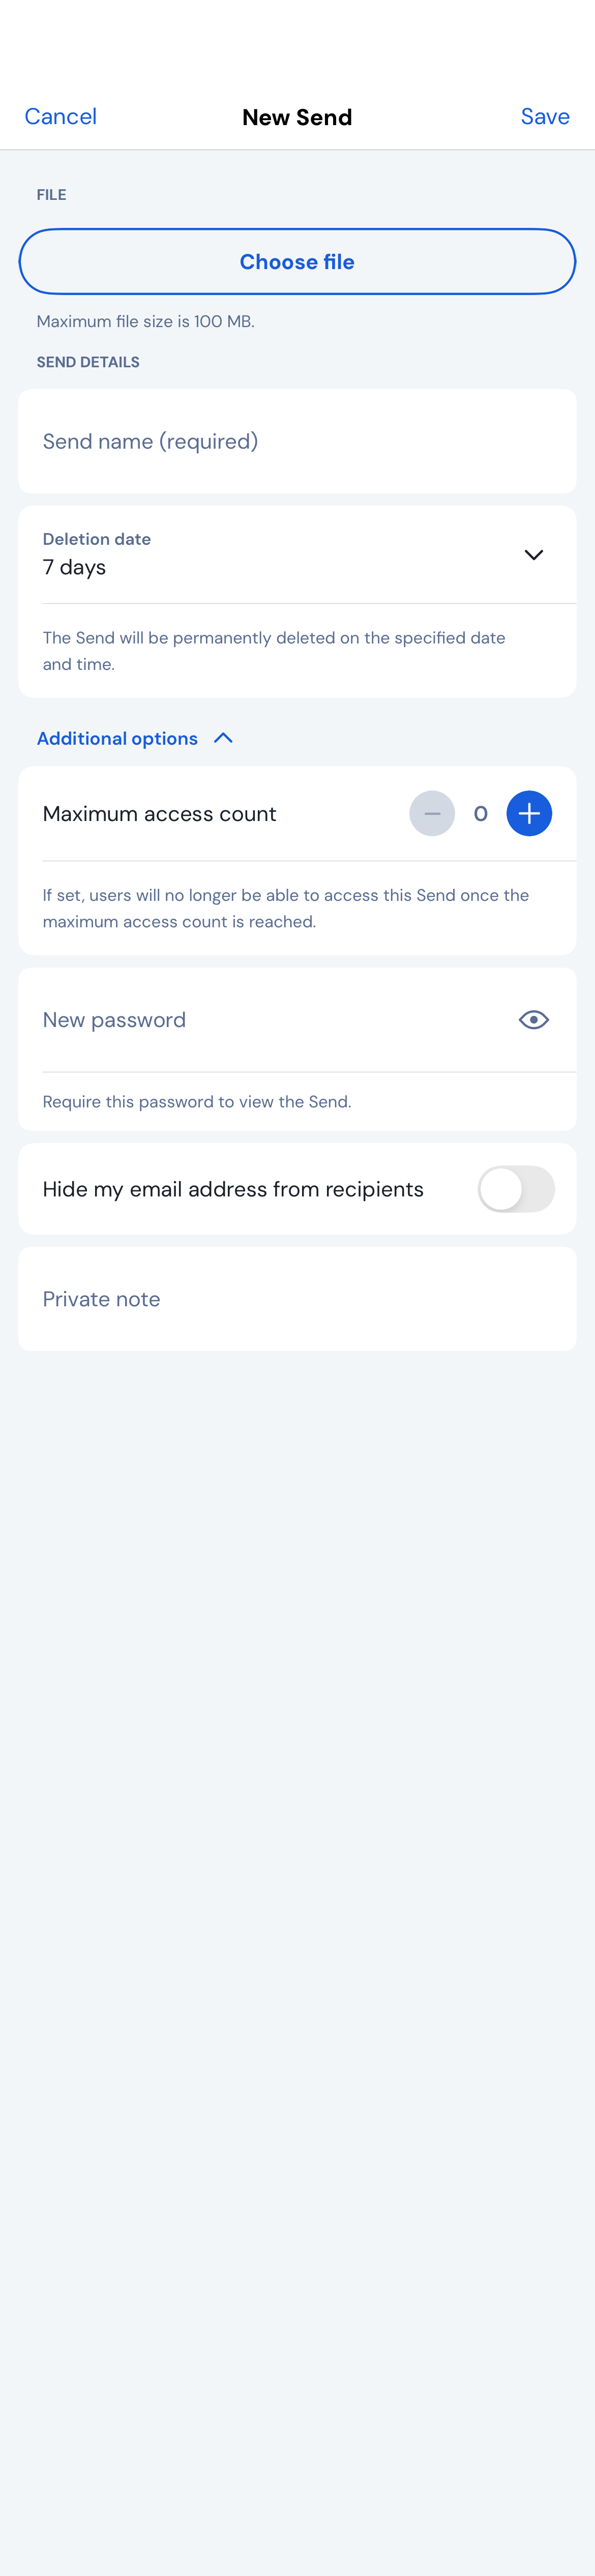 Cancel
New Send
Save
FILE
Choose file
Maximum file size is 100 MB.
SEND DETAILS
Send name (required)
Deletion date
7 days
The Send will be permanently deleted on the specified date
and time.
Additional options
Maximum access count
0
If set, users will no longer be able to access this Send once the
maximum access count is reached.
New password
Require this password to view the Send.
Hide my email address from recipients
Private note